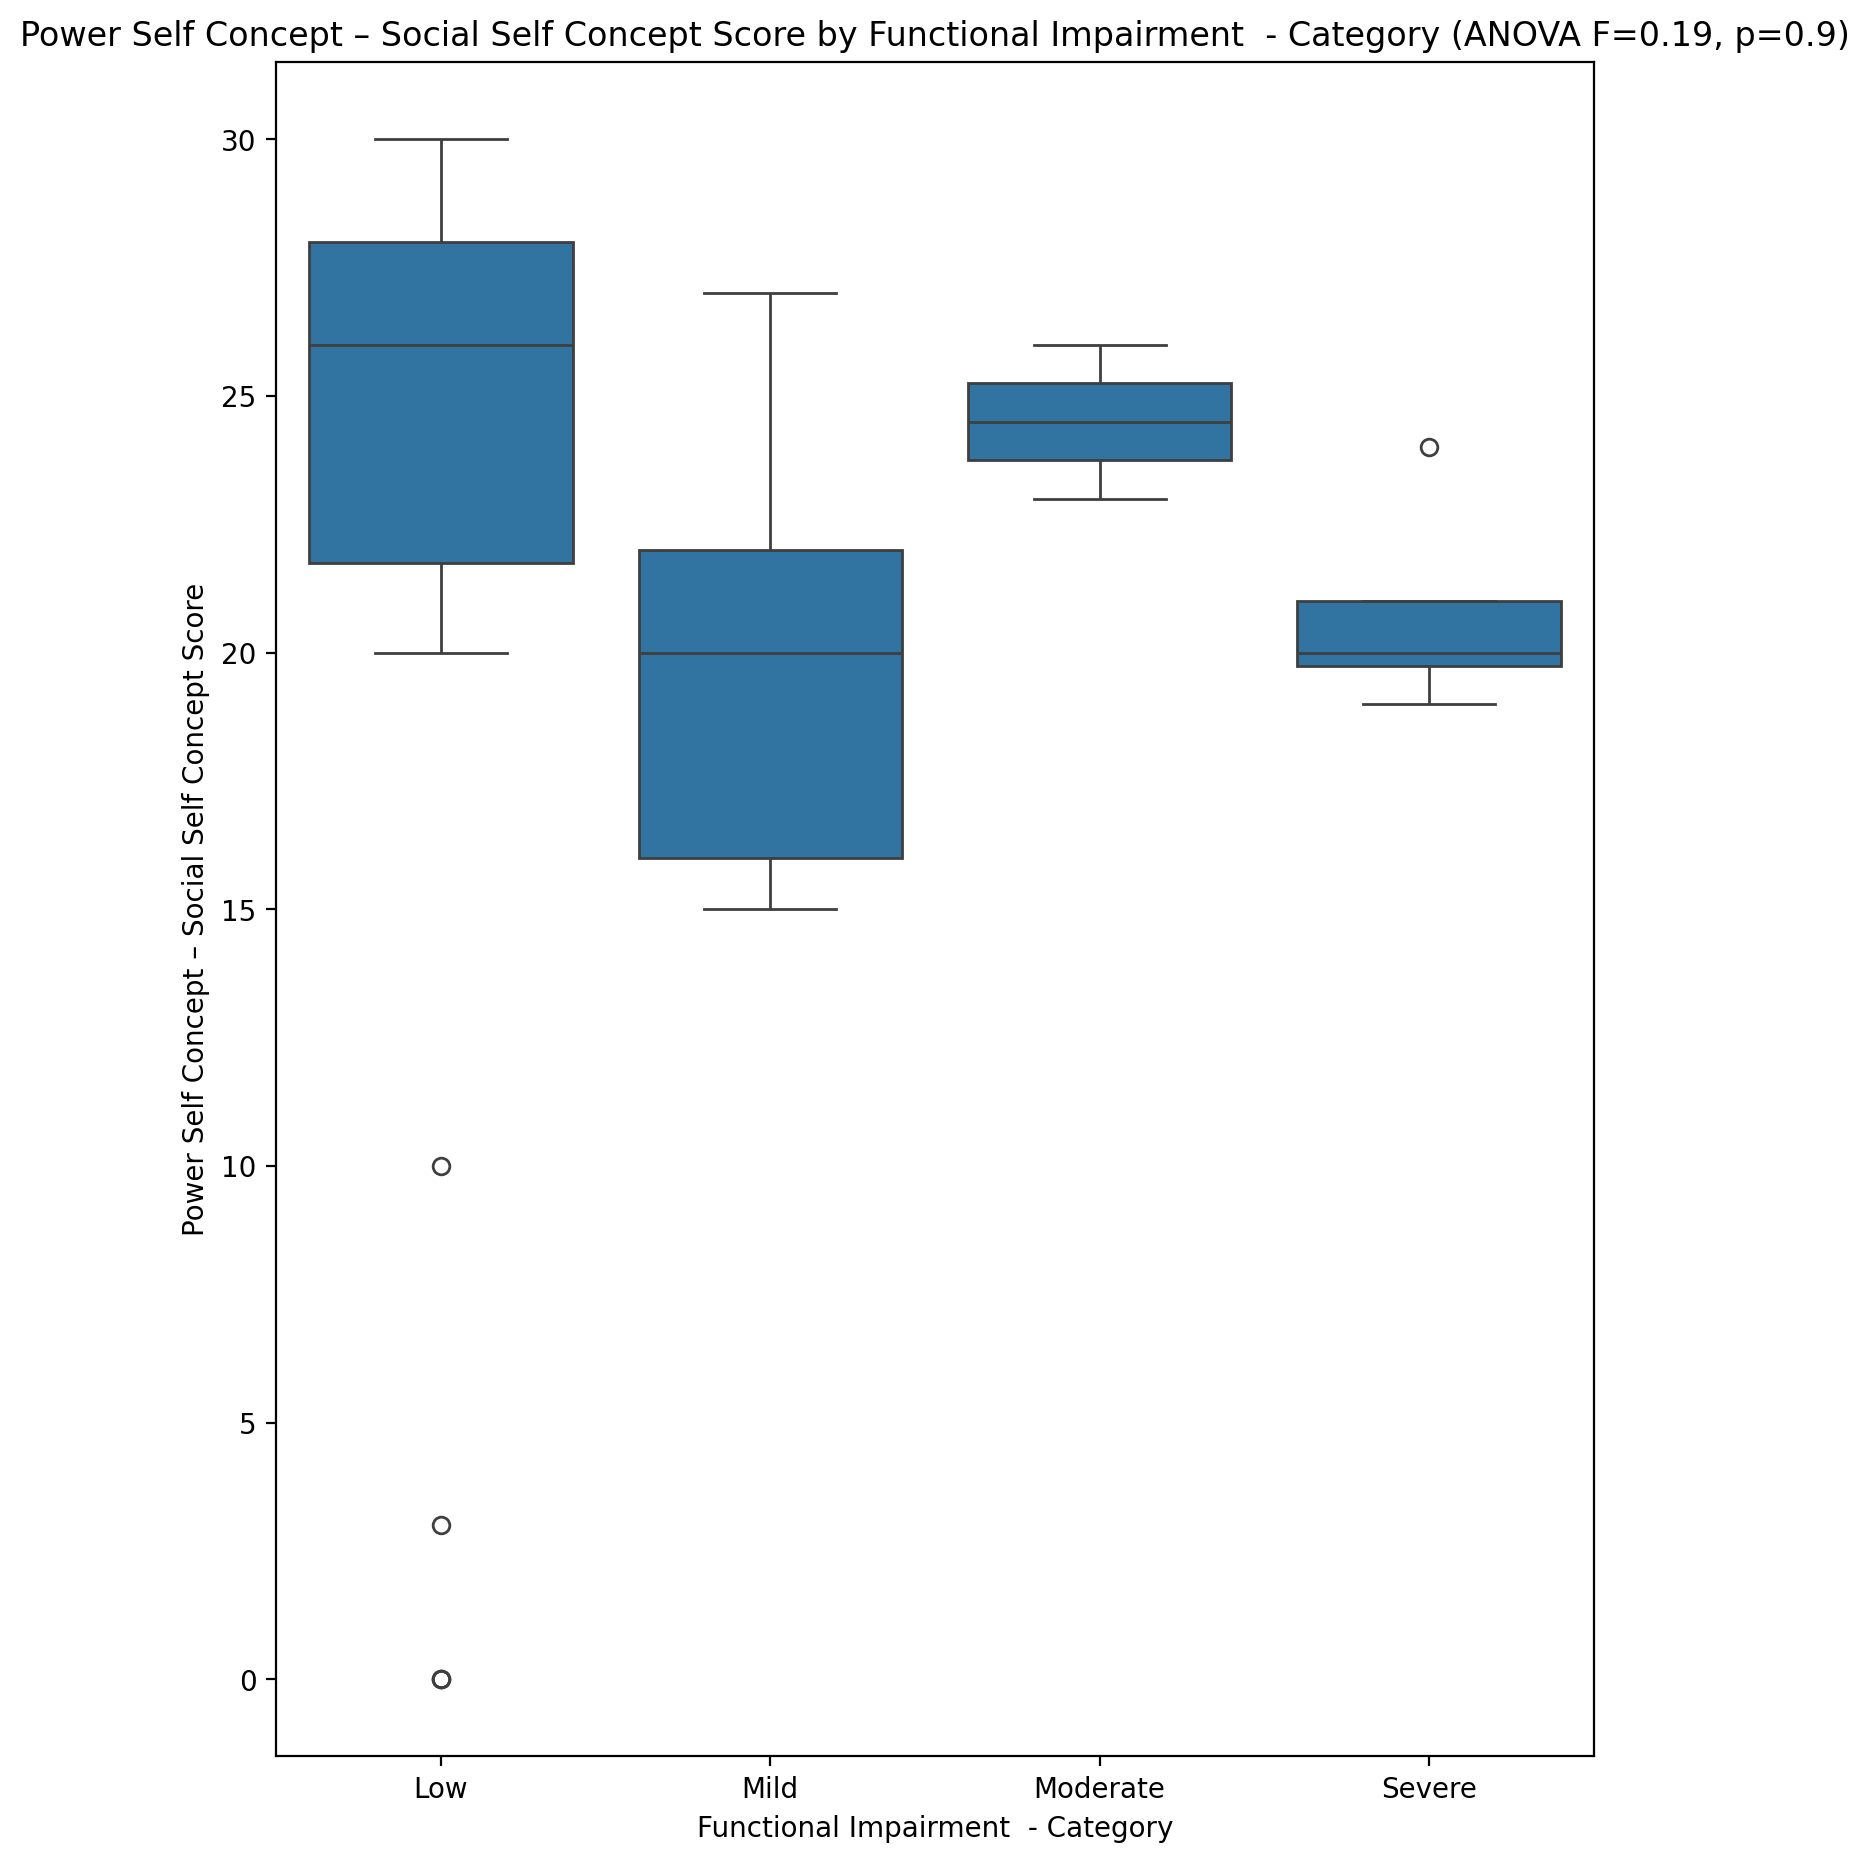 Power Self Concept – Social Self Concept Score by Functional Impairment  - Category (ANOVA F=0.19, p=0.9)
Power Self Concept – Social Self Concept Score
30
25
20
15
10
5
0
Low
Mild
Moderate
Severe
Functional Impairment  - Category